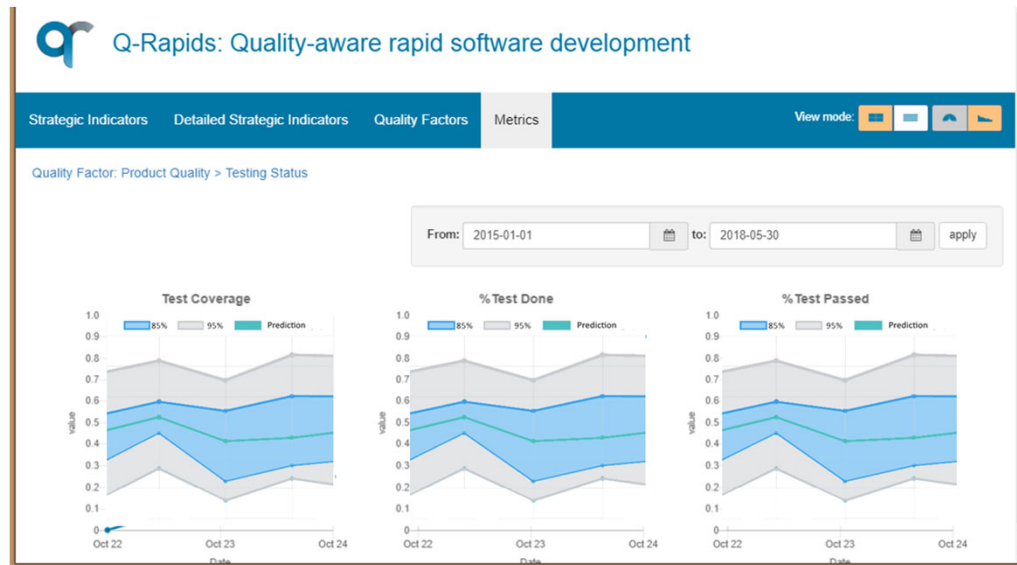 qr Q-Rapids: Quality-aware rapid software development
Strategic Indicators Detailed Strategic Indicators Quality Factors Metrics View mode:
Quality Factor: Product Quality > Testing Status
From: 2015-01-01 to: 2018-05-30 apply
Test Coverage
1.0
85% 95% Prediction
0.9
0.8
0.7
0.6
0.5
0.4
0.3
0.2
0.1
0
value
Oct 22 Oct 23 Oct 24
Date
% Test Done
1.0
85% 95% Prediction
0.9
0.8
0.7
0.6
0.5
0.4
0.3
0.2
0.1
0
value
Oct 22 Oct 23 Oct 24
Date
% Test Passed
1.0
85% 95% Prediction
0.9
0.8
0.7
0.6
0.5
0.4
0.3
0.2
0.1
0
value
Oct 22 Oct 23 Oct 24
Date